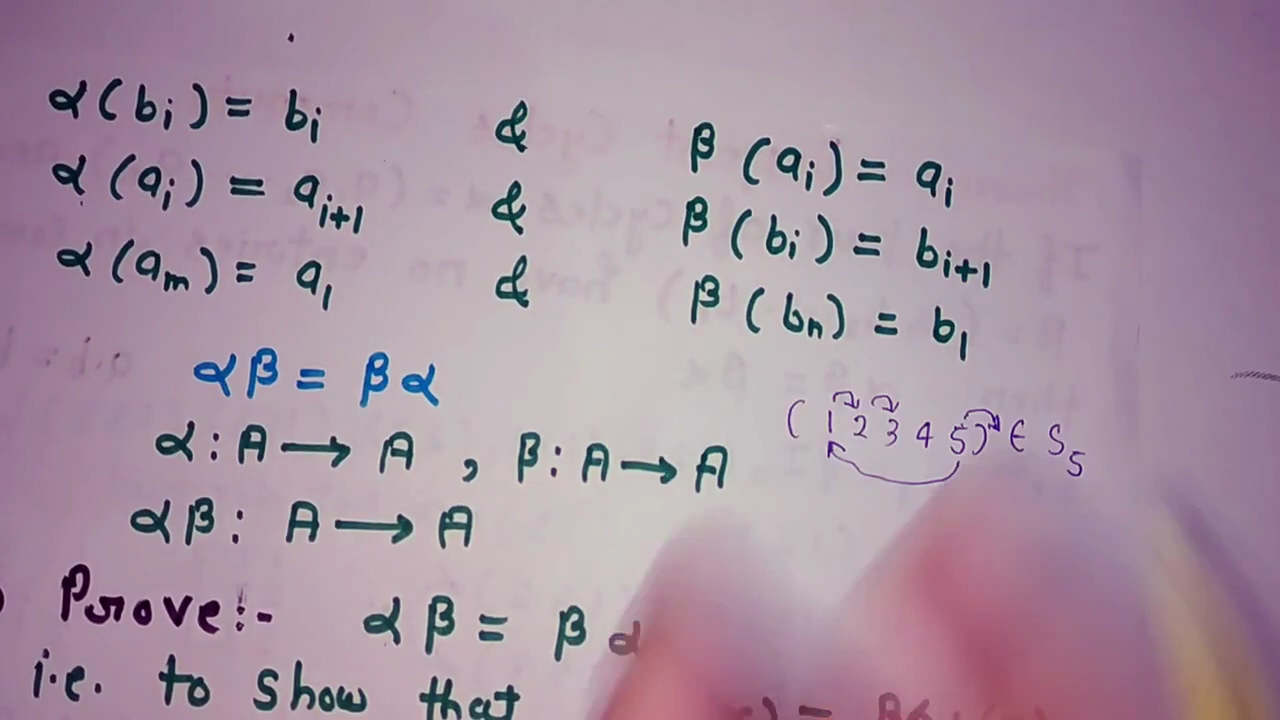 α(bᵢ) = bᵢ & β(aᵢ) = aᵢ
α(aᵢ) = aᵢ₊₁ & β(bᵢ) = bᵢ₊₁
α(aₘ) = a₁ & β(bₙ) = b₁
αβ = βα
(1 2 3 4 5) ∈ S₅
α : A → A , β : A → A
αβ : A → A
Prove:- αβ = βα
i.e. to show that